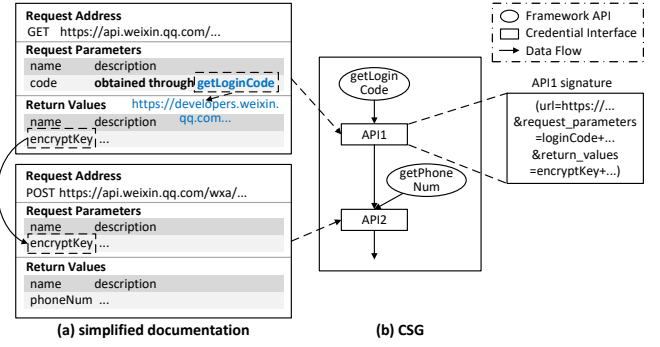 Request Address
GET https://api.weixin.qq.com/...
Request Parameters
name description
code obtained through getLoginCode
Return Values https://developers.weixin.
qq.com...
name description
encryptKey ...
Request Address
POST https://api.weixin.qq.com/wxa/...
Request Parameters
name description
encryptKey ...
Return Values
name description
phoneNum ...
(a) simplified documentation
getLogin
Code
API1
getPhone
Num
API2
(b) CSG
Framework API
Credential Interface
Data Flow
API1 signature
(url=https://...
&request_parameters
=loginCode+...
&return_values
=encryptKey+...)